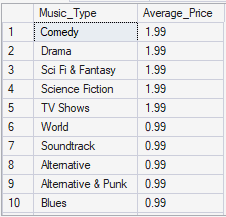 Music_Type Average_Price
1 Comedy 1.99
2 Drama 1.99
3 Sci Fi & Fantasy 1.99
4 Science Fiction 1.99
5 TV Shows 1.99
6 World 0.99
7 Soundtrack 0.99
8 Alternative 0.99
9 Alternative & Punk 0.99
10 Blues 0.99